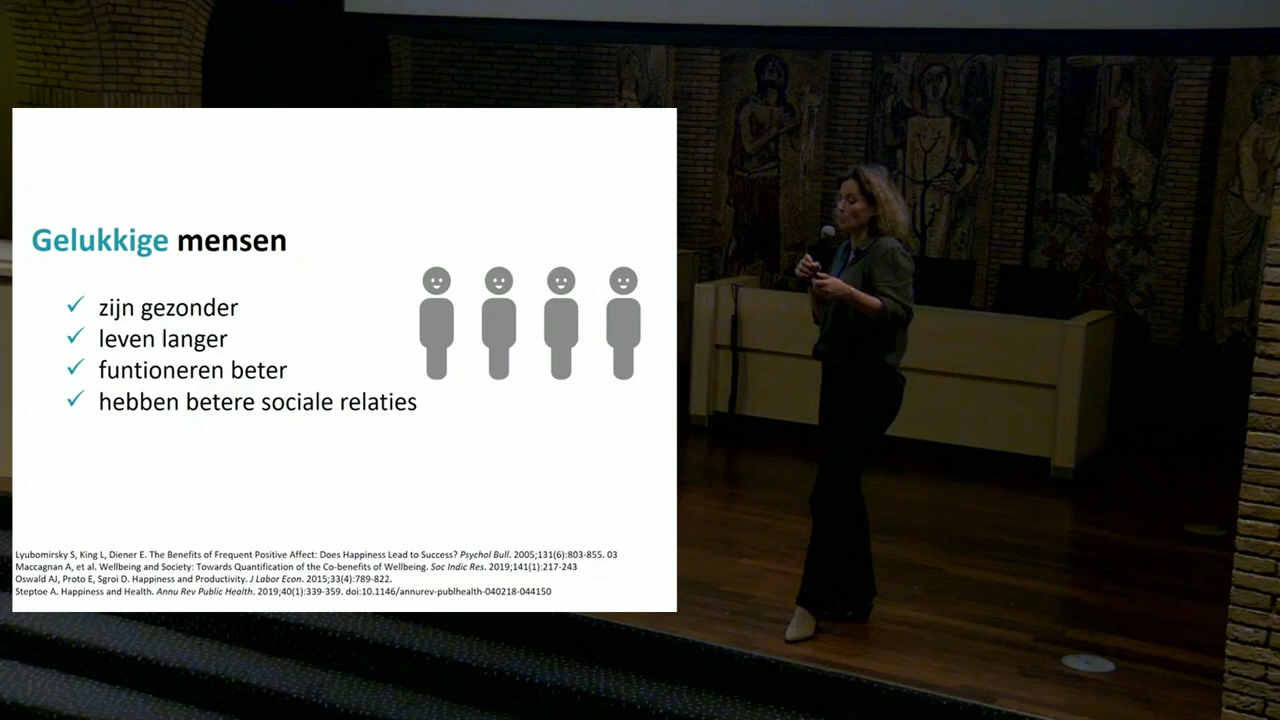 Gelukkige mensen
✓ zijn gezonder
✓ leven langer
✓ funtioneren beter
✓ hebben betere sociale relaties
Lyubomirsky S, King L, Diener E. The Benefits of Frequent Positive Affect: Does Happiness Lead to Success? Psychol Bull. 2005;131(6):803-855. 03
Maccagnan A, et al. Wellbeing and Society: Towards Quantification of the Co-benefits of Wellbeing. Soc Indic Res. 2019;141(1):217-243
Oswald AJ, Proto E, Sgroi D. Happiness and Productivity. J Labor Econ. 2015;33(4):789-822.
Steptoe A. Happiness and Health. Annu Rev Public Health. 2019;40(1):339-359. doi:10.1146/annurev-publhealth-040218-044150